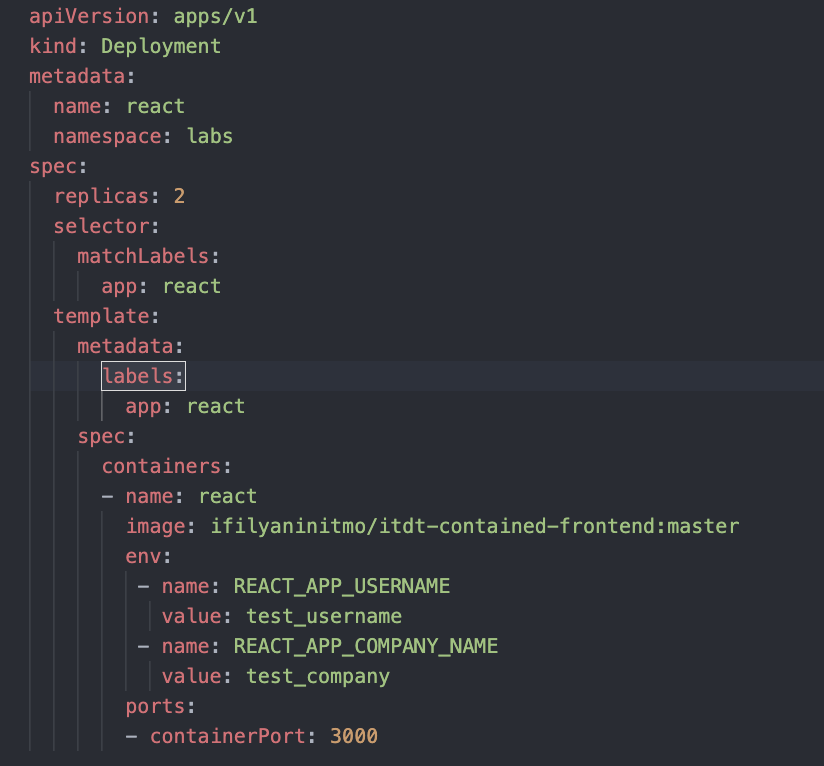 apiVersion: apps/v1
kind: Deployment
metadata:
  name: react
  namespace: labs
spec:
  replicas: 2
  selector:
    matchLabels:
      app: react
  template:
    metadata:
      labels:
        app: react
    spec:
      containers:
      - name: react
        image: ifilyaninitmo/itdt-contained-frontend:master
        env:
         - name: REACT_APP_USERNAME
           value: test_username
         - name: REACT_APP_COMPANY_NAME
           value: test_company
        ports:
        - containerPort: 3000